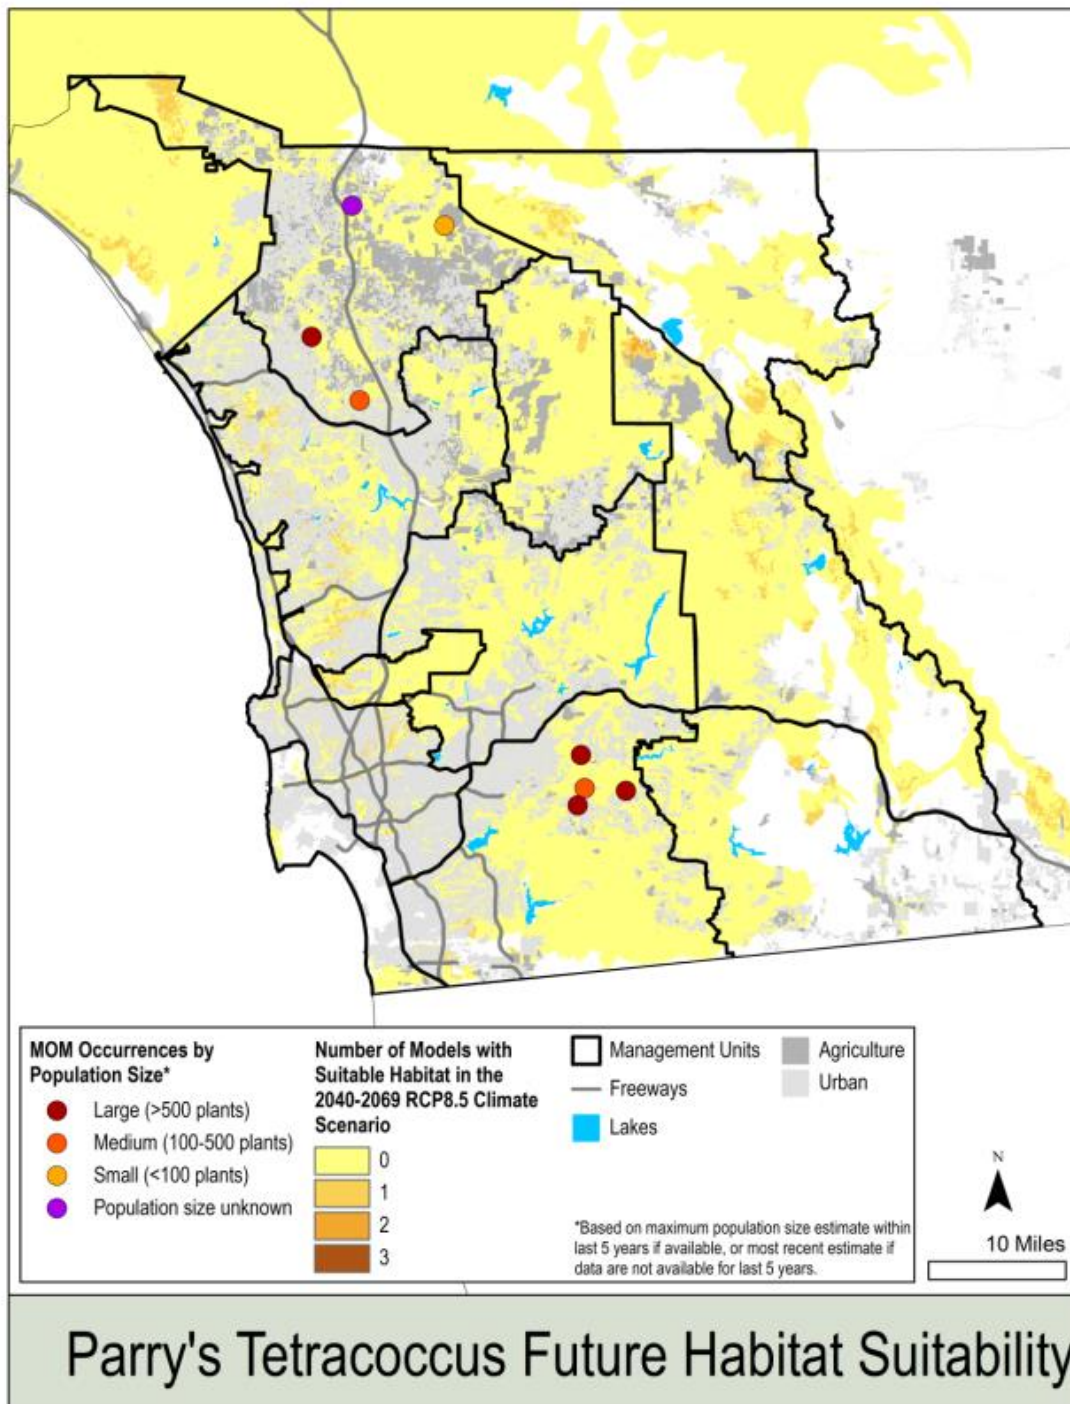 MOM Occurrences by
Population Size*
Large (>500 plants)
Medium (100-500 plants)
Small (<100 plants)
Population size unknown
Number of Models with
Suitable Habitat in the
2040-2069 RCP8.5 Climate
Scenario
0
1
2
3
Management Units
Freeways
Lakes
Agriculture
Urban
*Based on maximum population size estimate within
last 5 years if available, or most recent estimate if
data are not available for last 5 years.
N
10 Miles
Parry's Tetracoccus Future Habitat Suitability